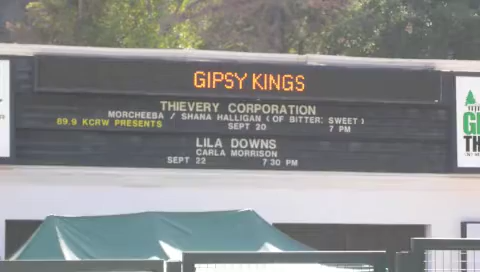 GIPSY KINGS
THIEVERY CORPORATION
MORCHEEBA / SHANA HALLIGAN (OF BITTER: SWEET)
89.9 KCRW PRESENTS SEPT 20 7 PM
LILA DOWNS
CARLA MORRISON
SEPT 22 7 30 PM